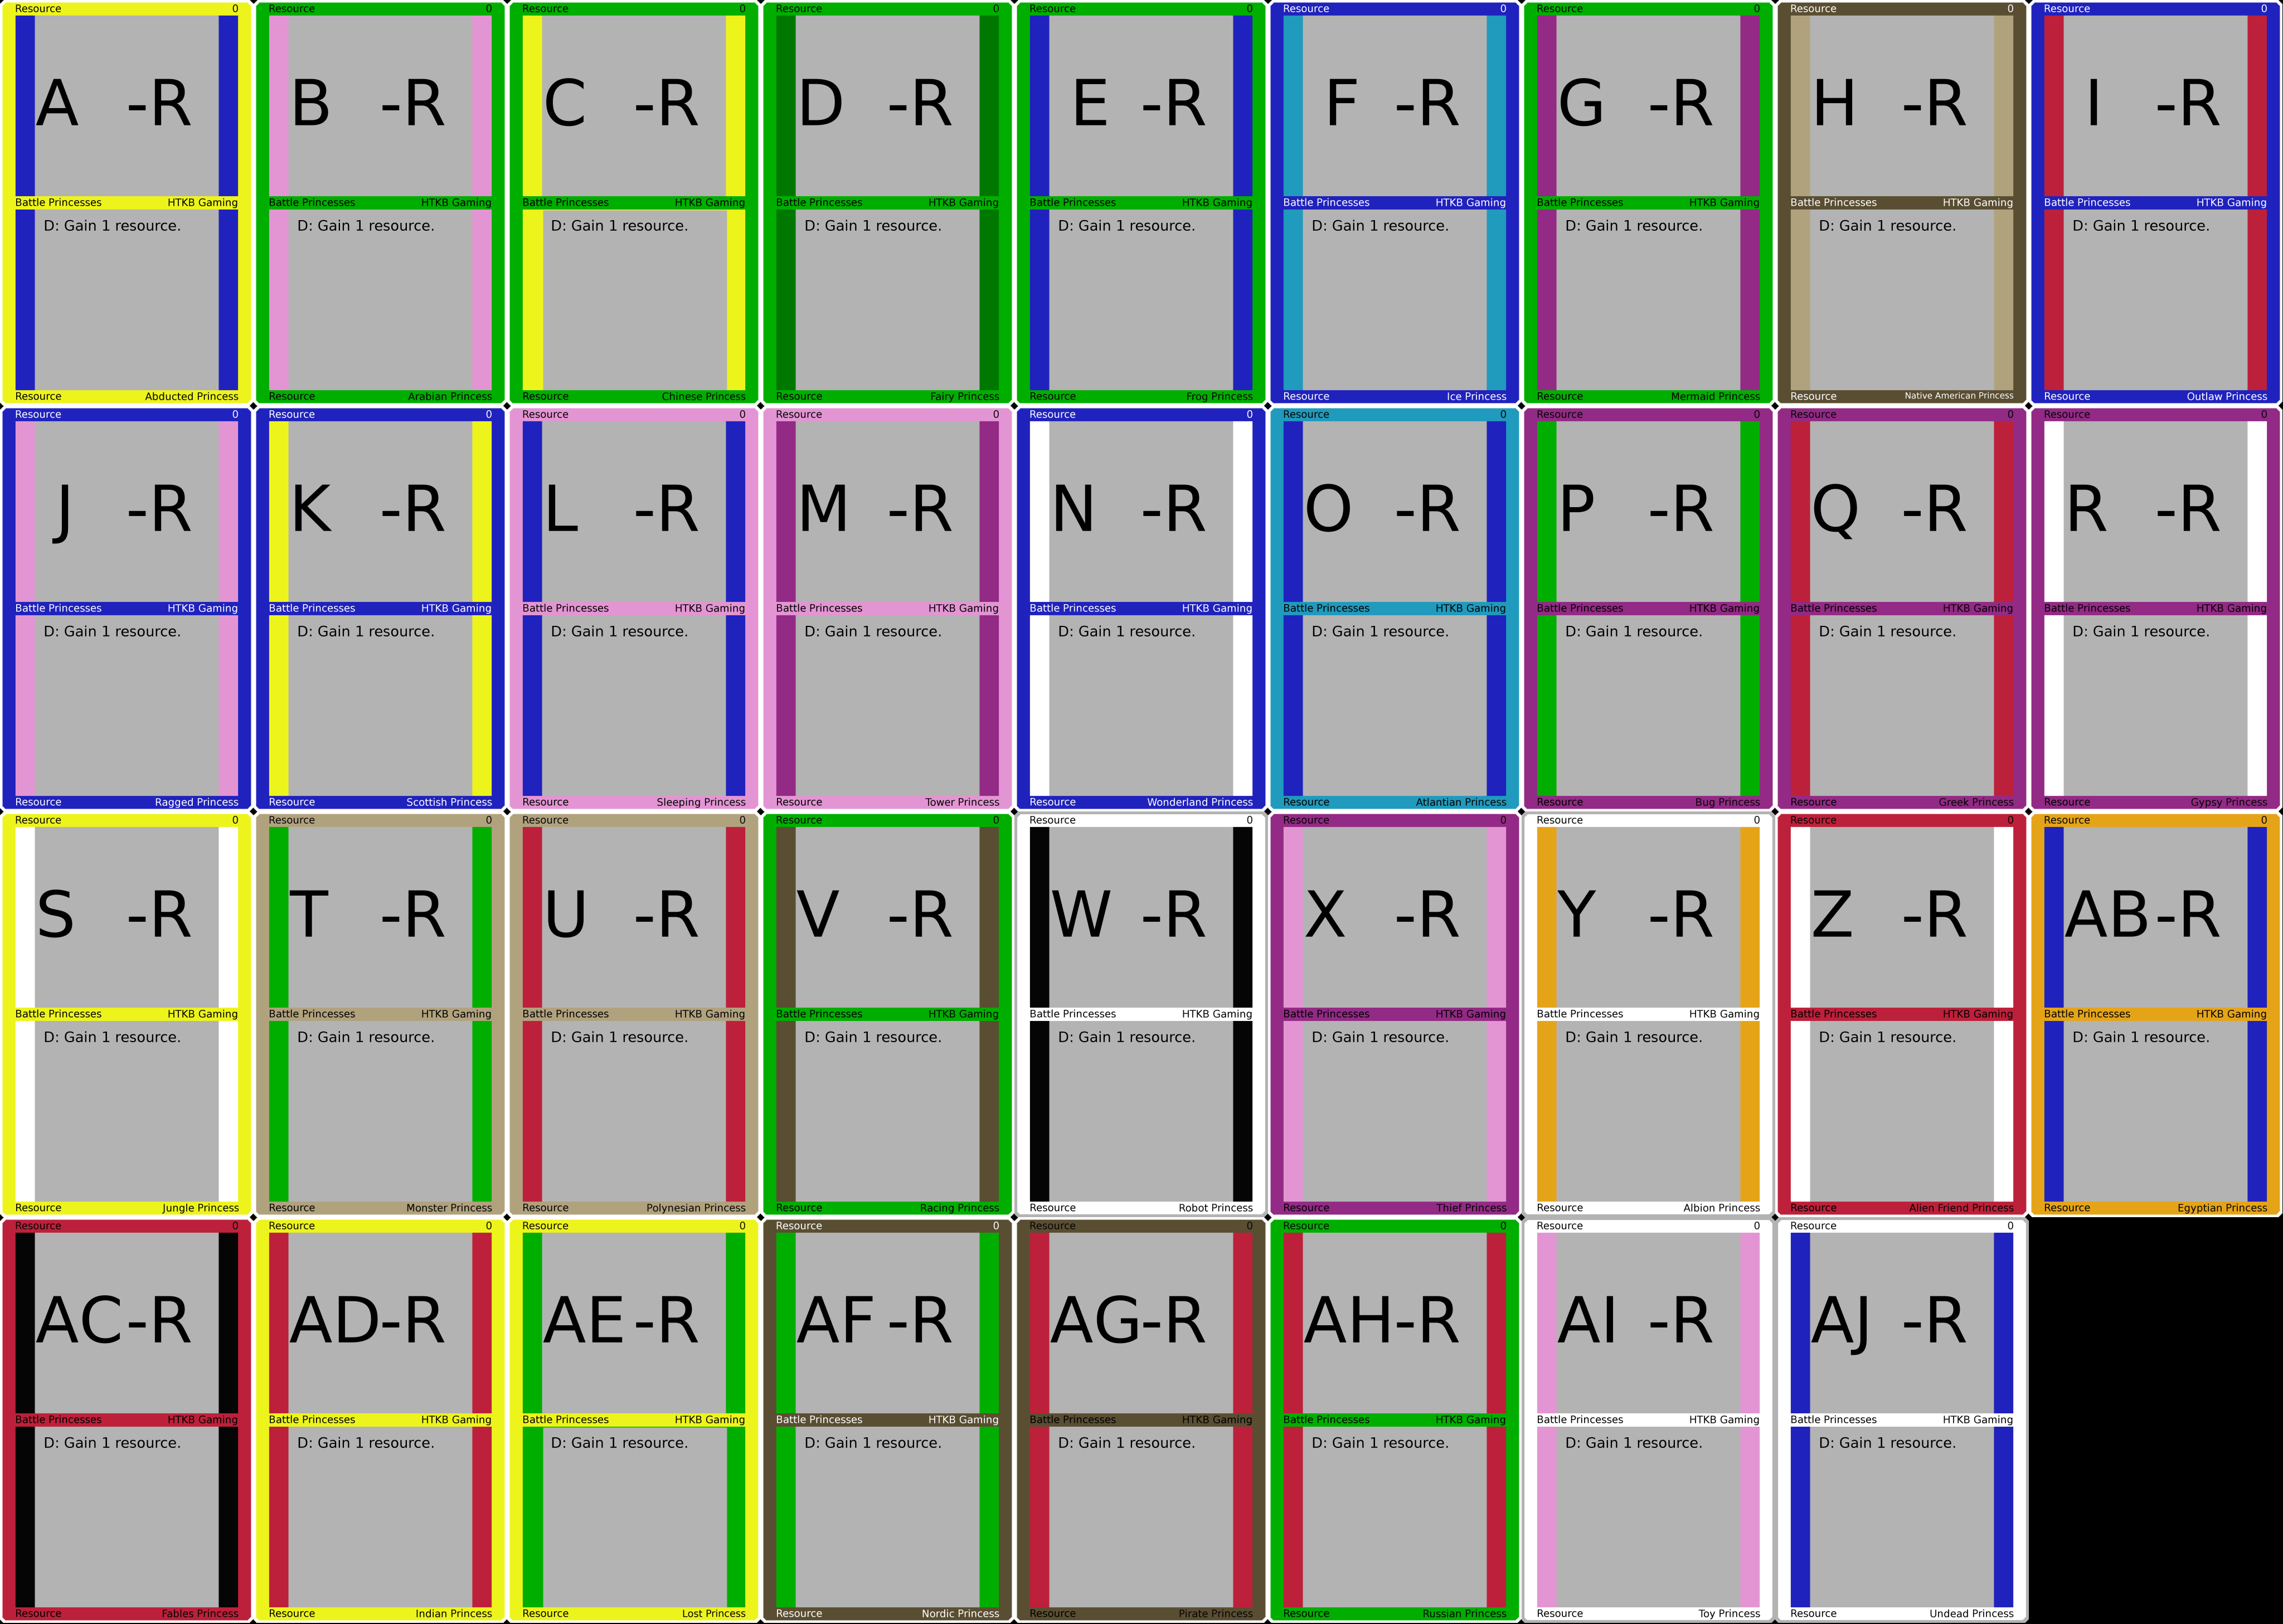 Resource 0
A -R
Battle Princesses HTKB Gaming
D: Gain 1 resource.
Resource Abducted Princess
Resource 0
B -R
Battle Princesses HTKB Gaming
D: Gain 1 resource.
Resource Arabian Princess
Resource 0
C -R
Battle Princesses HTKB Gaming
D: Gain 1 resource.
Resource Chinese Princess
Resource 0
D -R
Battle Princesses HTKB Gaming
D: Gain 1 resource.
Resource Fairy Princess
Resource 0
E -R
Battle Princesses HTKB Gaming
D: Gain 1 resource.
Resource Frog Princess
Resource 0
F -R
Battle Princesses HTKB Gaming
D: Gain 1 resource.
Resource Ice Princess
Resource 0
G -R
Battle Princesses HTKB Gaming
D: Gain 1 resource.
Resource Mermaid Princess
Resource 0
H -R
Battle Princesses HTKB Gaming
D: Gain 1 resource.
Resource Native American Princess
Resource 0
I -R
Battle Princesses HTKB Gaming
D: Gain 1 resource.
Resource Outlaw Princess
Resource 0
J -R
Battle Princesses HTKB Gaming
D: Gain 1 resource.
Resource Ragged Princess
Resource 0
K -R
Battle Princesses HTKB Gaming
D: Gain 1 resource.
Resource Scottish Princess
Resource 0
L -R
Battle Princesses HTKB Gaming
D: Gain 1 resource.
Resource Sleeping Princess
Resource 0
M -R
Battle Princesses HTKB Gaming
D: Gain 1 resource.
Resource Tower Princess
Resource 0
N -R
Battle Princesses HTKB Gaming
D: Gain 1 resource.
Resource Wonderland Princess
Resource 0
O -R
Battle Princesses HTKB Gaming
D: Gain 1 resource.
Resource Atlantian Princess
Resource 0
P -R
Battle Princesses HTKB Gaming
D: Gain 1 resource.
Resource Bug Princess
Resource 0
Q -R
Battle Princesses HTKB Gaming
D: Gain 1 resource.
Resource Greek Princess
Resource 0
R -R
Battle Princesses HTKB Gaming
D: Gain 1 resource.
Resource Gypsy Princess
Resource 0
S -R
Battle Princesses HTKB Gaming
D: Gain 1 resource.
Resource Jungle Princess
Resource 0
T -R
Battle Princesses HTKB Gaming
D: Gain 1 resource.
Resource Monster Princess
Resource 0
U -R
Battle Princesses HTKB Gaming
D: Gain 1 resource.
Resource Polynesian Princess
Resource 0
V -R
Battle Princesses HTKB Gaming
D: Gain 1 resource.
Resource Racing Princess
Resource 0
W -R
Battle Princesses HTKB Gaming
D: Gain 1 resource.
Resource Robot Princess
Resource 0
X -R
Battle Princesses HTKB Gaming
D: Gain 1 resource.
Resource Thief Princess
Resource 0
Y -R
Battle Princesses HTKB Gaming
D: Gain 1 resource.
Resource Albion Princess
Resource 0
Z -R
Battle Princesses HTKB Gaming
D: Gain 1 resource.
Resource Alien Friend Princess
Resource 0
AB-R
Battle Princesses HTKB Gaming
D: Gain 1 resource.
Resource Egyptian Princess
Resource 0
AC-R
Battle Princesses HTKB Gaming
D: Gain 1 resource.
Resource Fables Princess
Resource 0
AD-R
Battle Princesses HTKB Gaming
D: Gain 1 resource.
Resource Indian Princess
Resource 0
AE-R
Battle Princesses HTKB Gaming
D: Gain 1 resource.
Resource Lost Princess
Resource 0
AF -R
Battle Princesses HTKB Gaming
D: Gain 1 resource.
Resource Nordic Princess
Resource 0
AG-R
Battle Princesses HTKB Gaming
D: Gain 1 resource.
Resource Pirate Princess
Resource 0
AH-R
Battle Princesses HTKB Gaming
D: Gain 1 resource.
Resource Russian Princess
Resource 0
AI -R
Battle Princesses HTKB Gaming
D: Gain 1 resource.
Resource Toy Princess
Resource 0
AJ -R
Battle Princesses HTKB Gaming
D: Gain 1 resource.
Resource Undead Princess